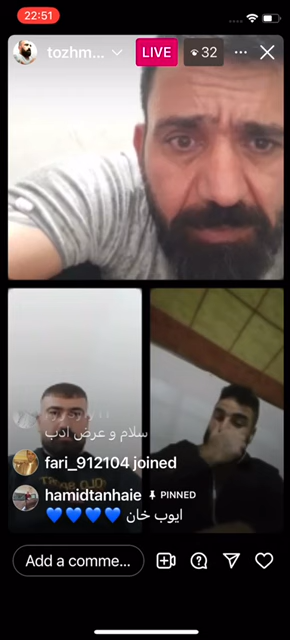 22:51
tozhm...
LIVE
32
سلام و عرض ادب
fari_912104 joined
hamidtanhaie PINNED
ایوب خان 💙💙💙💙
Add a comme...